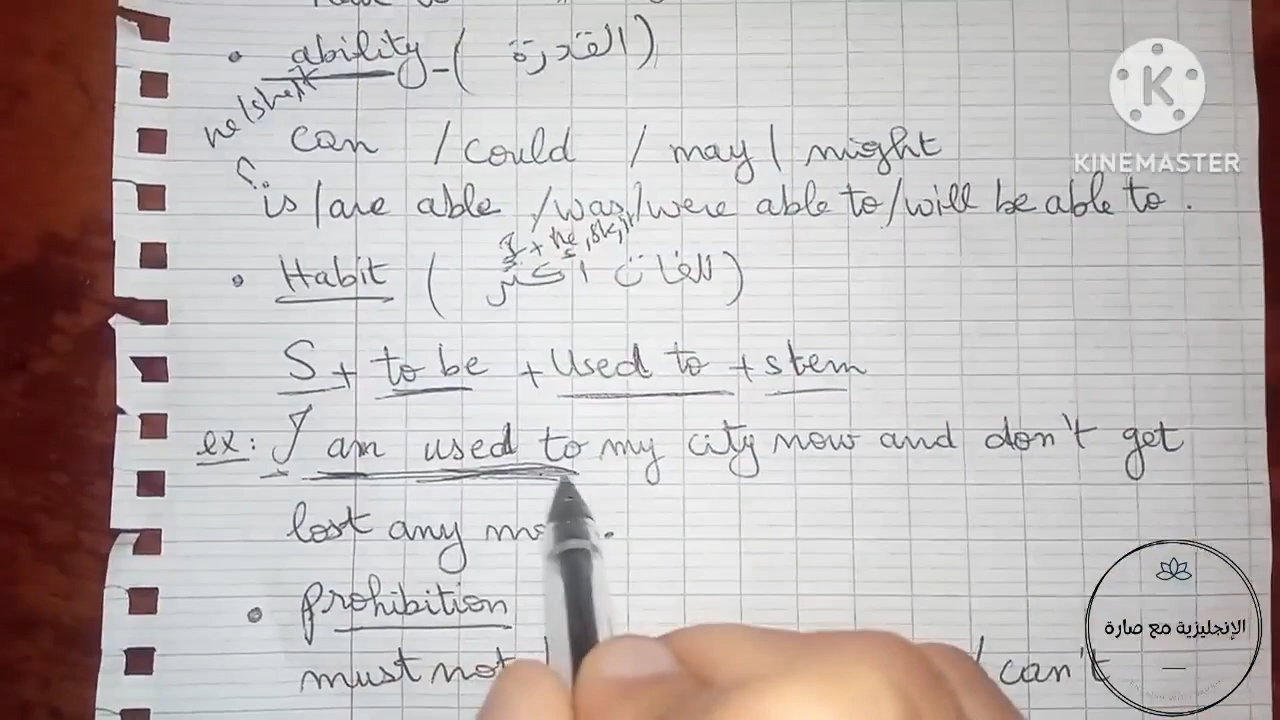 • ability _ ( القدرة )
he/she/it
can / could / may / might
is / are able / was / were able to / will be able to .
I + he, she, it
• Habit ( للغات أكثر )
S + to be + used to + stem
ex: I am used to my city now and don't get
lost any .
• prohibition
must not / can't
KINEMASTER
الإنجليزية مع صارة